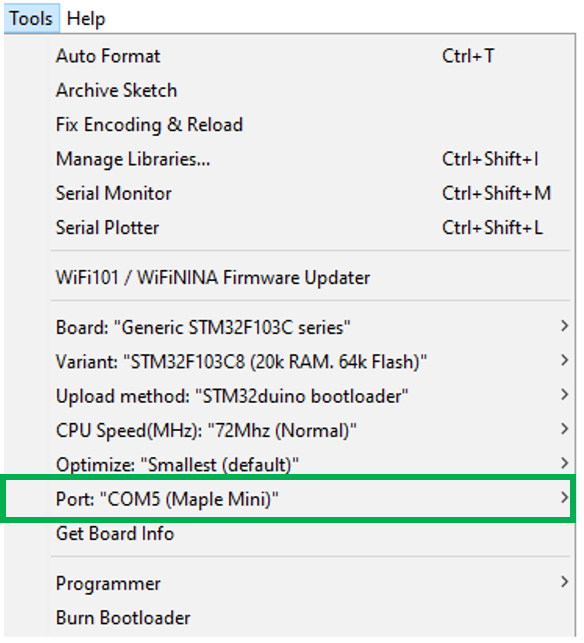 Tools Help
Auto Format Ctrl+T
Archive Sketch
Fix Encoding & Reload
Manage Libraries... Ctrl+Shift+I
Serial Monitor Ctrl+Shift+M
Serial Plotter Ctrl+Shift+L
WiFi101 / WiFiNINA Firmware Updater
Board: "Generic STM32F103C series"
Variant: "STM32F103C8 (20k RAM. 64k Flash)"
Upload method: "STM32duino bootloader"
CPU Speed(MHz): "72Mhz (Normal)"
Optimize: "Smallest (default)"
Port: "COM5 (Maple Mini)"
Get Board Info
Programmer
Burn Bootloader